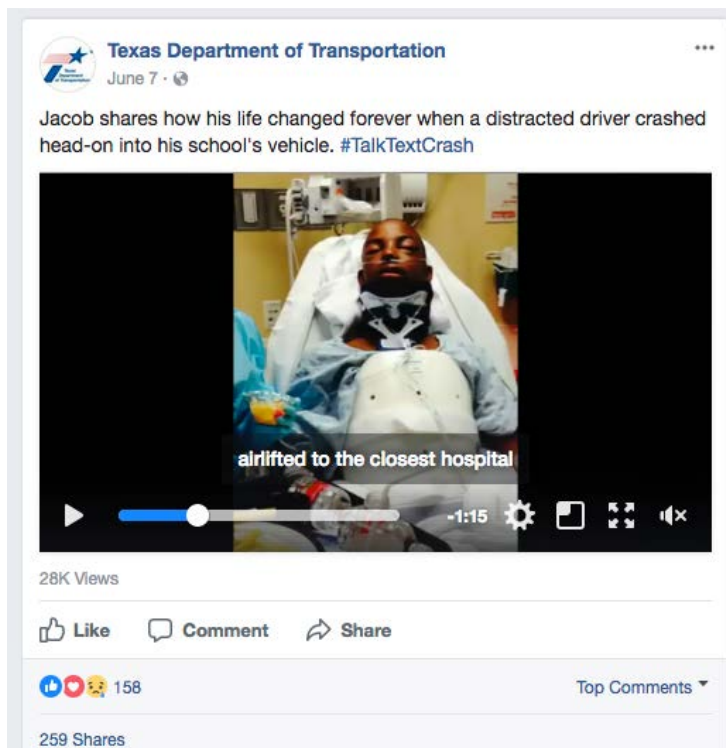 Texas Department of Transportation
June 7
Jacob shares how his life changed forever when a distracted driver crashed
head-on into his school's vehicle. #TalkTextCrash
airlifted to the closest hospital
-1:15
28K Views
Like Comment Share
158 Top Comments
259 Shares